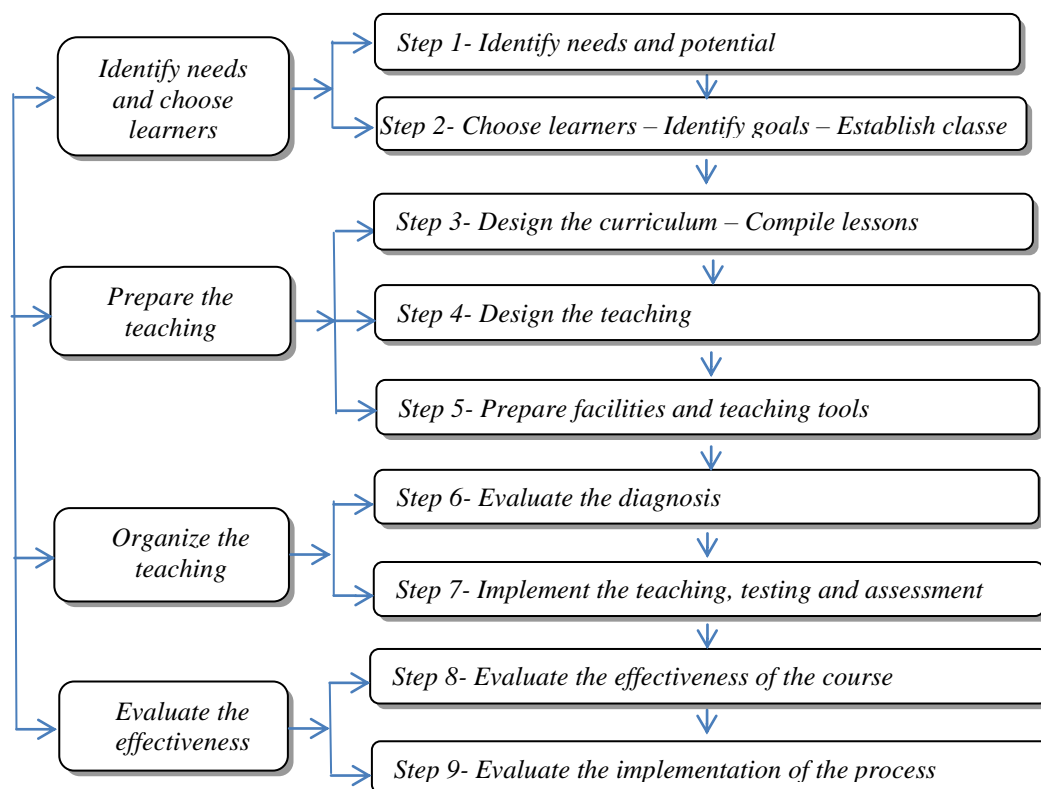 Identify needs
and choose
learners
Step 1- Identify needs and potential
Step 2- Choose learners – Identify goals – Establish classe
Prepare the
teaching
Step 3- Design the curriculum – Compile lessons
Step 4- Design the teaching
Step 5- Prepare facilities and teaching tools
Organize the
teaching
Step 6- Evaluate the diagnosis
Step 7- Implement the teaching, testing and assessment
Evaluate the
effectiveness
Step 8- Evaluate the effectiveness of the course
Step 9- Evaluate the implementation of the process